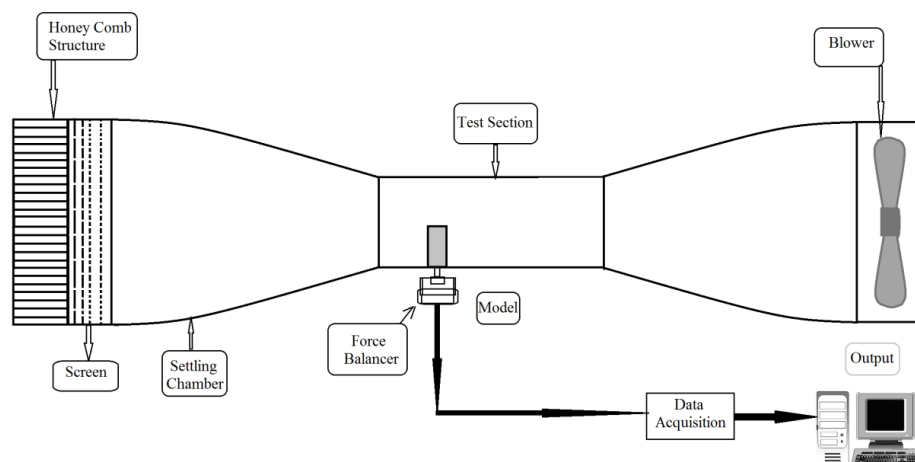 Honey Comb
Structure
Blower
Test Section
Model
Force
Balancer
Screen
Settling
Chamber
Output
Data
Acquisition